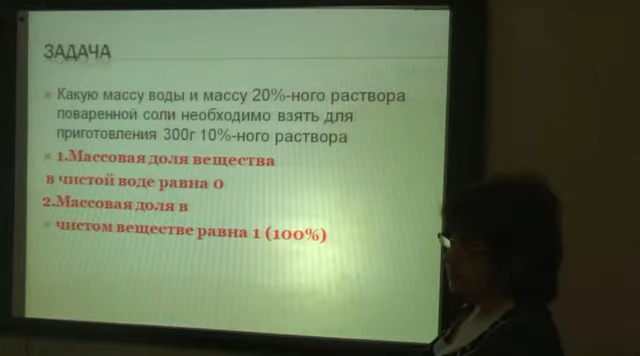 ЗАДАЧА
Какую массу воды и массу 20%-ного раствора
поваренной соли необходимо взять для
приготовления 300г 10%-ного раствора
1.Массовая доля вещества
в чистой воде равна 0
2.Массовая доля в
чистом веществе равна 1 (100%)